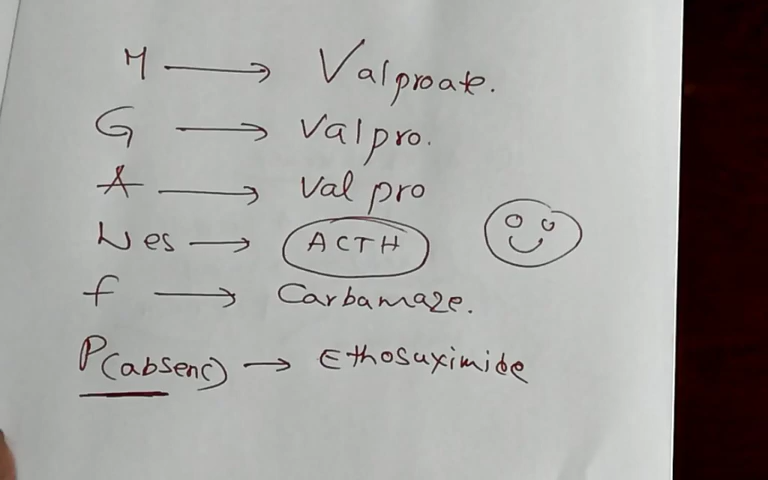 M → Valproate.
G → Valpro.
A → Val pro
Wes → ACTH
f → Carbamaze.
P(absenc) → Ethosuximide